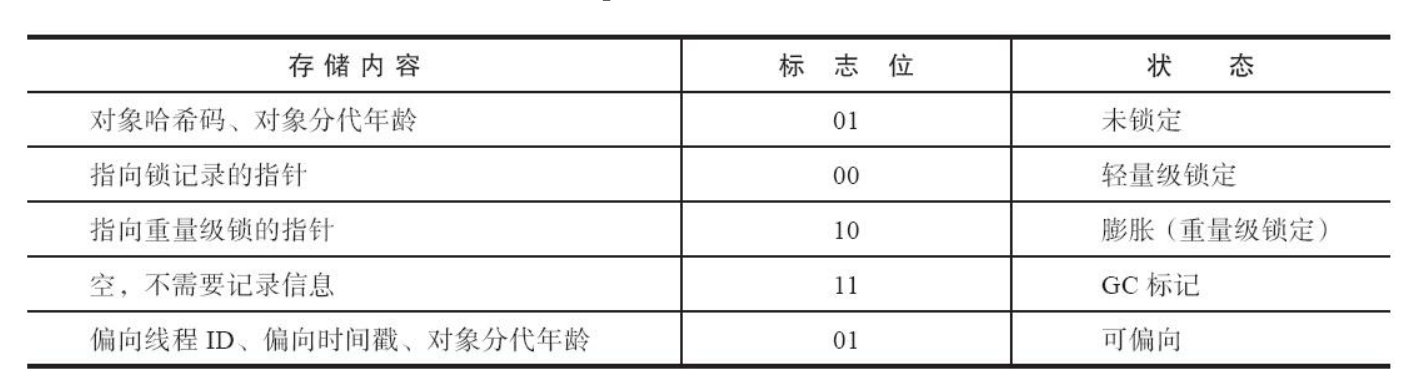 存储内容 标志位 状态
对象哈希码、对象分代年龄 01 未锁定
指向锁记录的指针 00 轻量级锁定
指向重量级锁的指针 10 膨胀（重量级锁定）
空，不需要记录信息 11 GC 标记
偏向线程 ID、偏向时间戳、对象分代年龄 01 可偏向